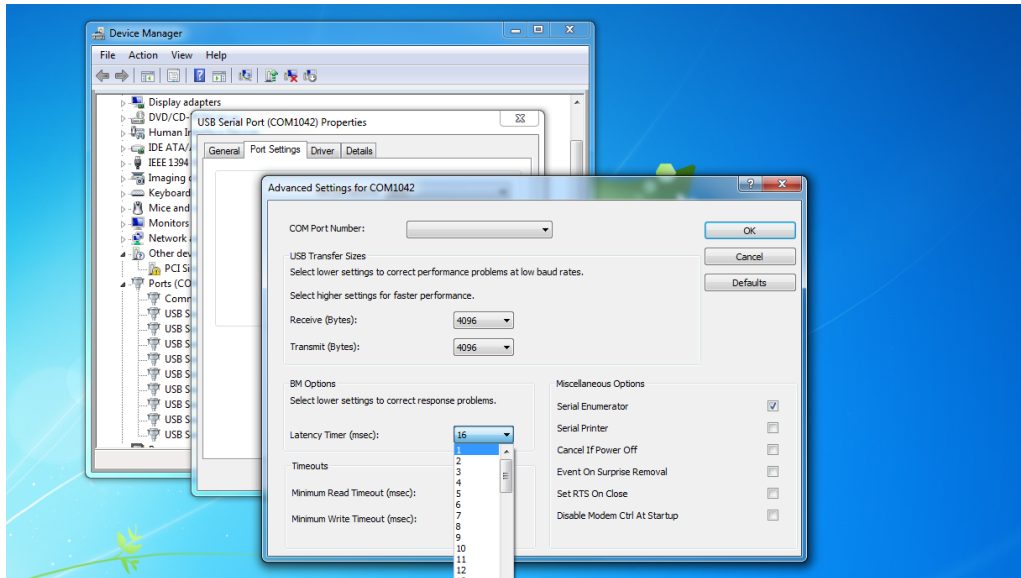 Device Manager
File Action View Help
Display adapters
DVD/CD-
USB Serial Port (COM1042) Properties
Human In
IDE ATA/
General Port Settings Driver Details
IEEE 1394
Imaging
Advanced Settings for COM1042
Keyboard
Mice and
Monitors
Network
Other dev
PCI Si
Ports (CO
Comm
USB S
USB S
USB S
USB S
USB S
USB S
USB S
USB S
USB S
COM Port Number:
OK
USB Transfer Sizes
Cancel
Select lower settings to correct performance problems at low baud rates.
Defaults
Select higher settings for faster performance.
Receive (Bytes): 4096
Transmit (Bytes): 4096
BM Options
Select lower settings to correct response problems.
Latency Timer (msec): 16
1
2
3
4
5
6
7
8
9
10
11
12
Timeouts
Minimum Read Timeout (msec):
Minimum Write Timeout (msec):
Miscellaneous Options
Serial Enumerator
Serial Printer
Cancel If Power Off
Event On Surprise Removal
Set RTS On Close
Disable Modem Ctrl At Startup